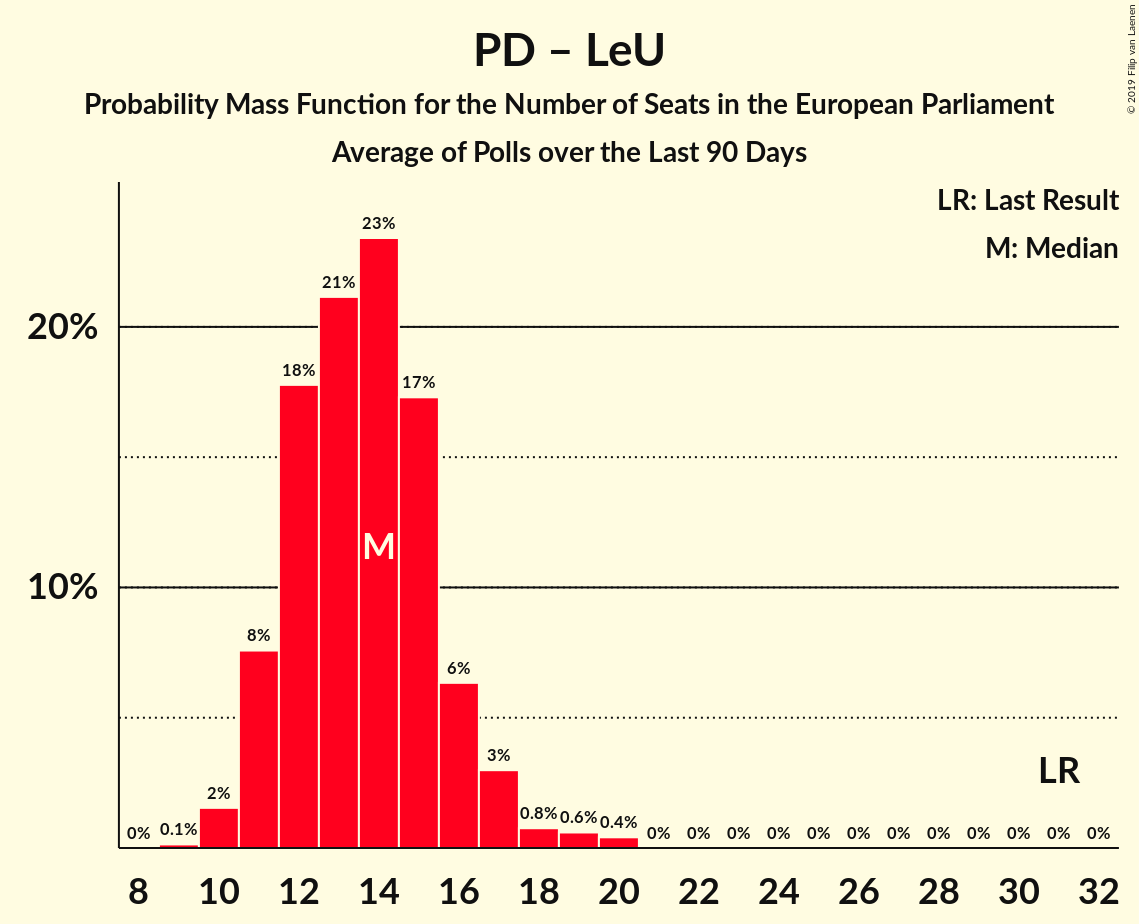 PD – LeU
Probability Mass Function for the Number of Seats in the European Parliament
Average of Polls over the Last 90 Days
© 2019 Filip van Laenen
LR: Last Result
M: Median
23%
21%
20%
18%
17%
M
10%
8%
6%
LR
3%
2%
0% 0.1% 0.8% 0.6% 0.4% 0% 0% 0% 0% 0% 0% 0% 0% 0% 0% 0% 0%
8 10 12 14 16 18 20 22 24 26 28 30 32